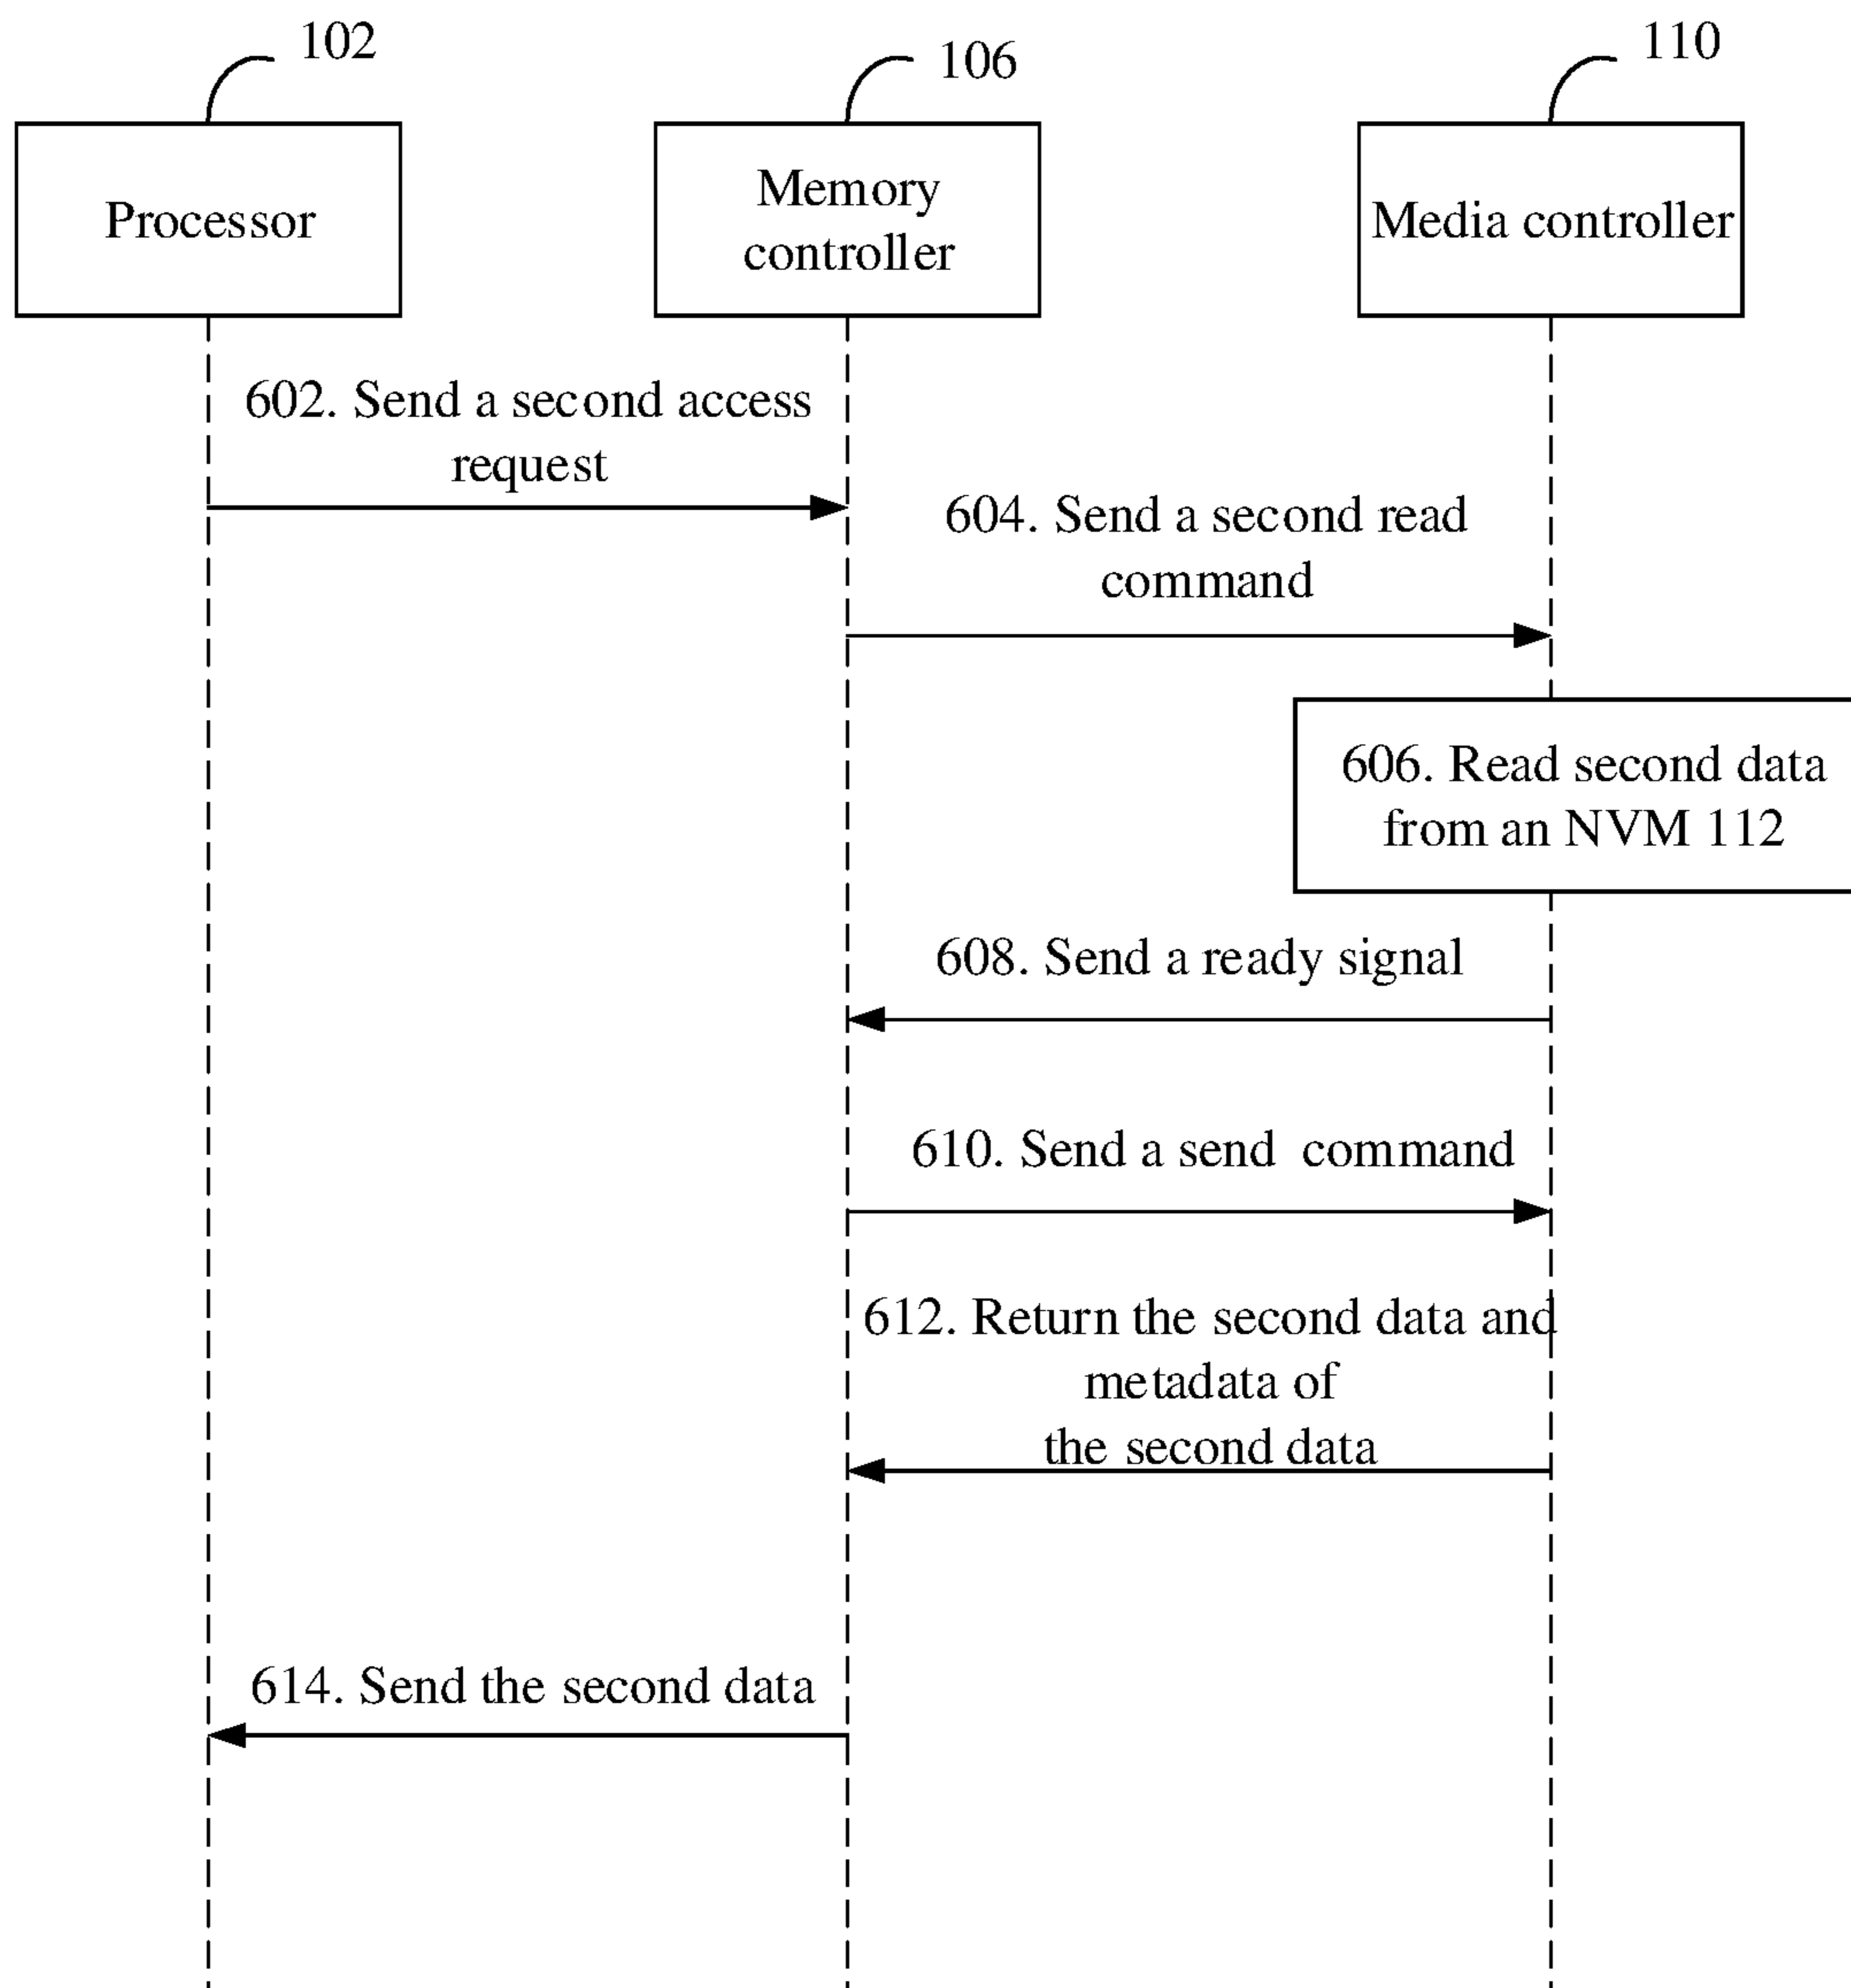 102
106
110
Processor
Memory
controller
Media controller
602. Send a second access
request
604. Send a second read
command
606. Read second data
from an NVM 112
608. Send a ready signal
610. Send a send command
612. Return the second data and
metadata of
the second data
614. Send the second data